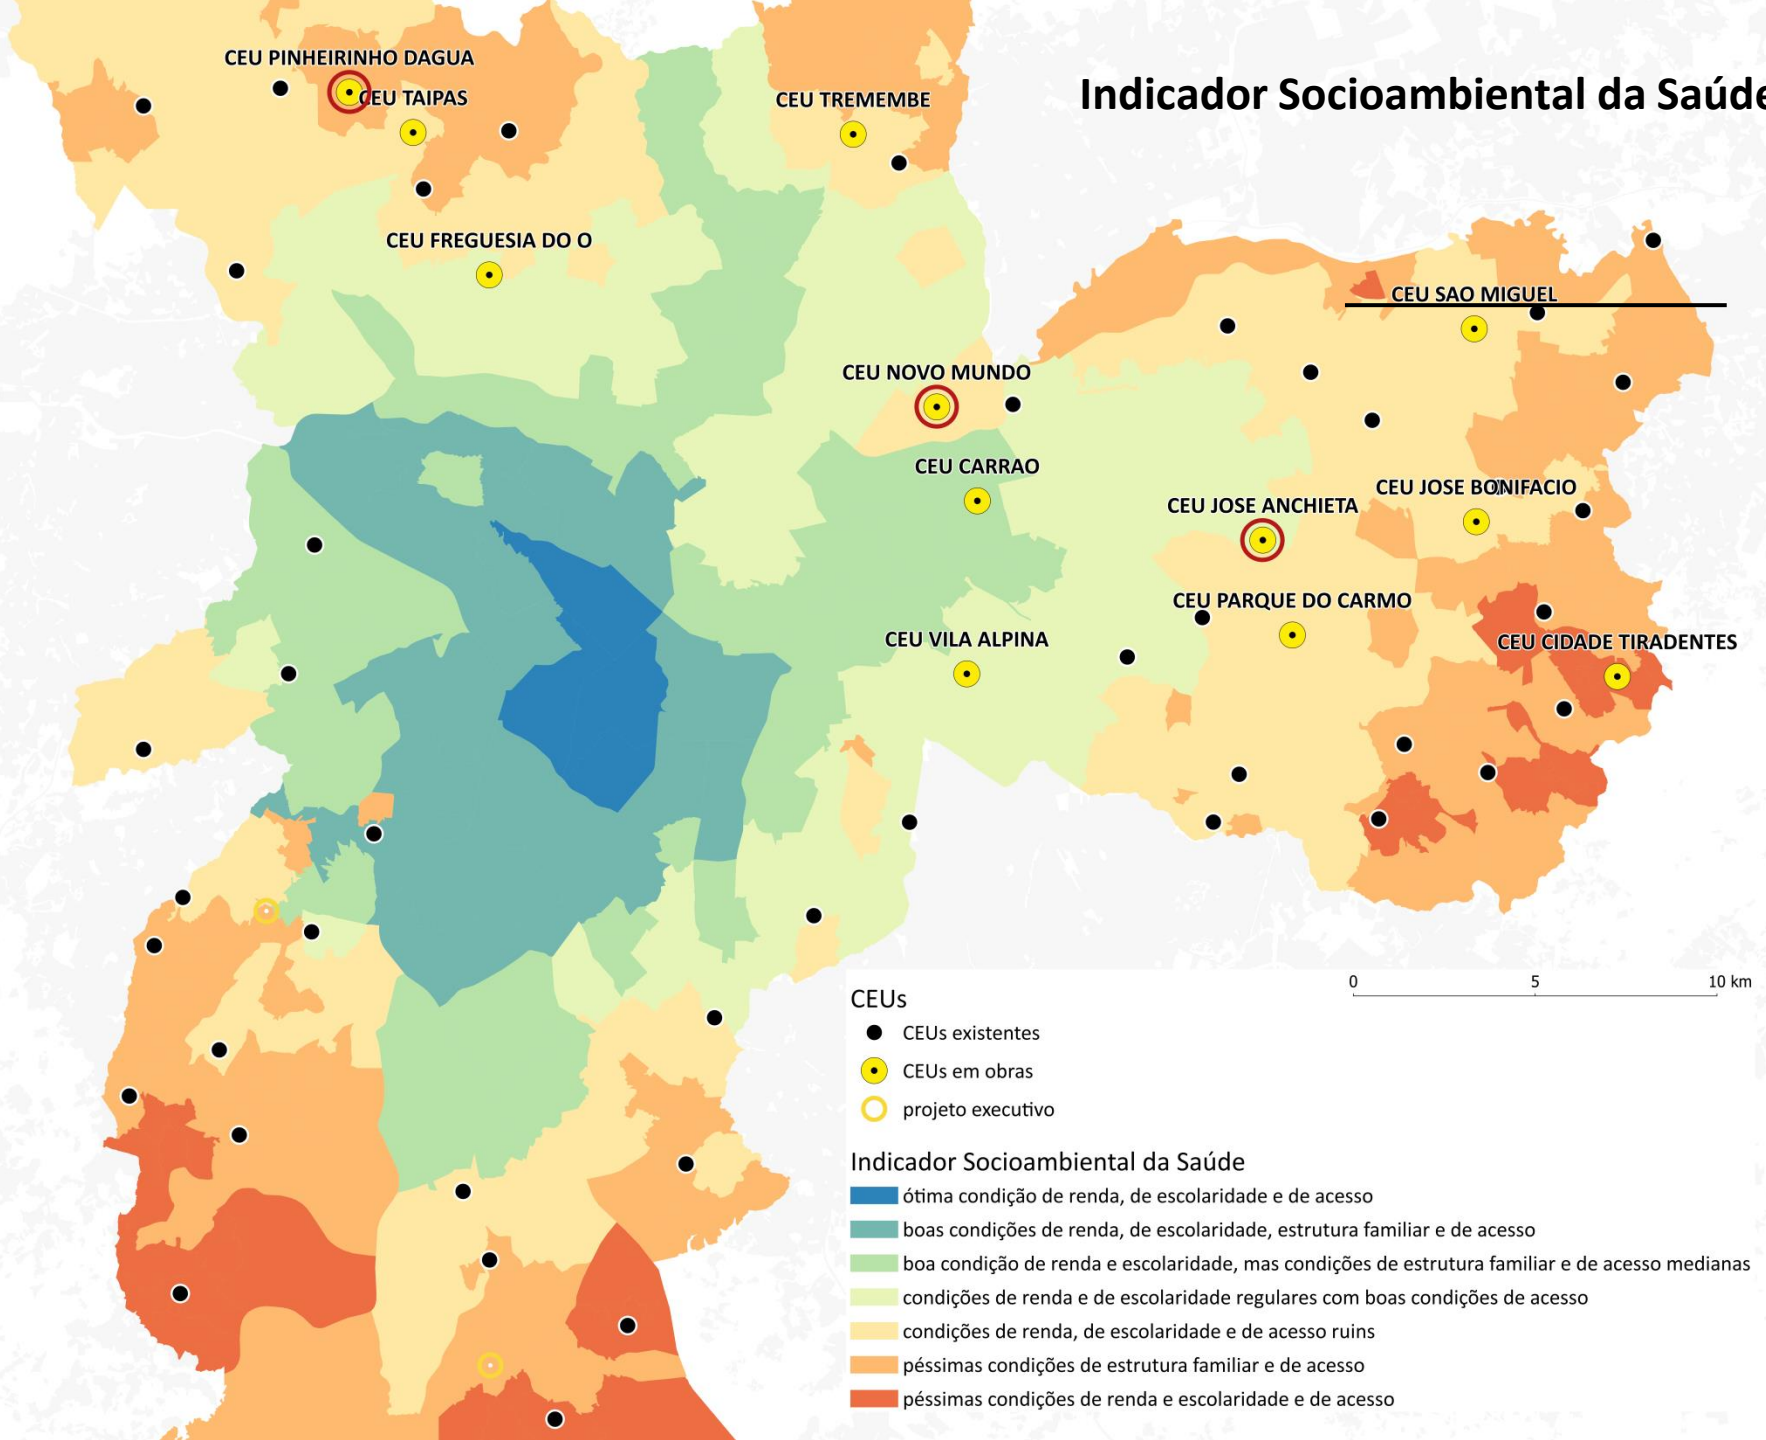 CEU PINHEIRINHO DAGUA
CEU TAIPAS
CEU TREMEMBE
Indicador Socioambiental da Saúde
CEU FREGUESIA DO O
CEU SAO MIGUEL
CEU NOVO MUNDO
CEU CARRAO
CEU JOSE BONIFACIO
CEU JOSE ANCHIETA
CEU PARQUE DO CARMO
CEU VILA ALPINA
CEU CIDADE TIRADENTES
0 5 10 km
CEUs
CEUs existentes
CEUs em obras
projeto executivo
Indicador Socioambiental da Saúde
ótima condição de renda, de escolaridade e de acesso
boas condições de renda, de escolaridade, estrutura familiar e de acesso
boa condição de renda e escolaridade, mas condições de estrutura familiar e de acesso medianas
condições de renda e de escolaridade regulares com boas condições de acesso
condições de renda, de escolaridade e de acesso ruins
péssimas condições de estrutura familiar e de acesso
péssimas condições de renda e escolaridade e de acesso